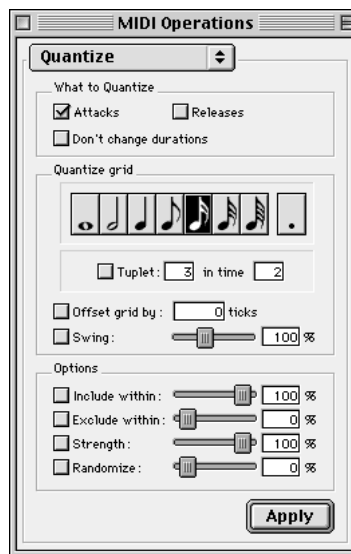 MIDI Operations
Quantize
What to Quantize
Attacks Releases
Don't change durations
Quantize grid
Tuplet: 3 in time 2
Offset grid by: 0 ticks
Swing: 100 %
Options
Include within: 100 %
Exclude within: 0 %
Strength: 100 %
Randomize: 0 %
Apply